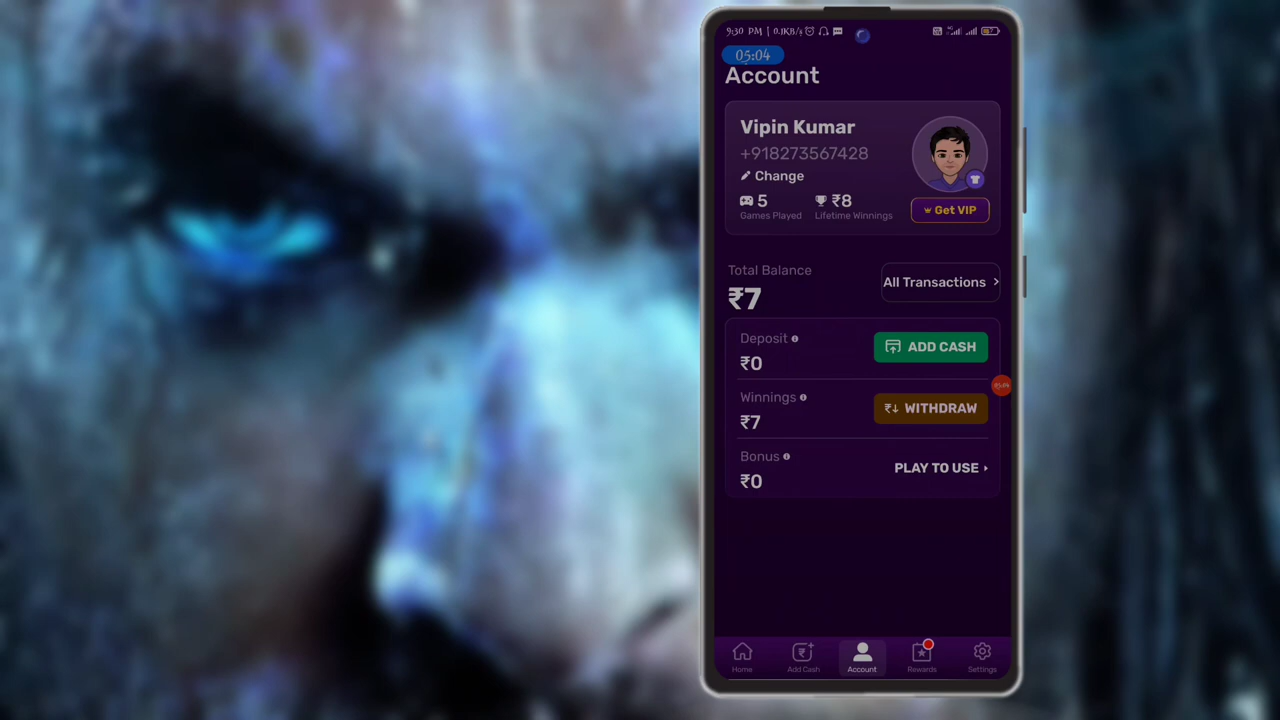 9:30 PM | 0.1KB/s
05:04
Account
Vipin Kumar
+918273567428
Change
5
Games Played
₹8
Lifetime Winnings
Get VIP
Total Balance
₹7
All Transactions >
Deposit
₹0
ADD CASH
05:04
Winnings
₹7
₹↓ WITHDRAW
Bonus
₹0
PLAY TO USE
Home
Add Cash
Account
Rewards
Settings